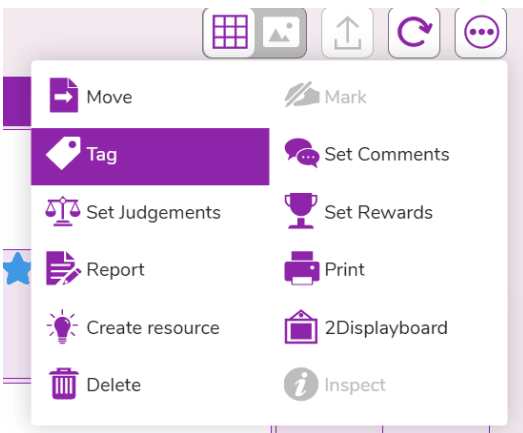 Move
Mark
Tag
Set Comments
Set Judgements
Set Rewards
Report
Print
Create resource
2Displayboard
Delete
Inspect